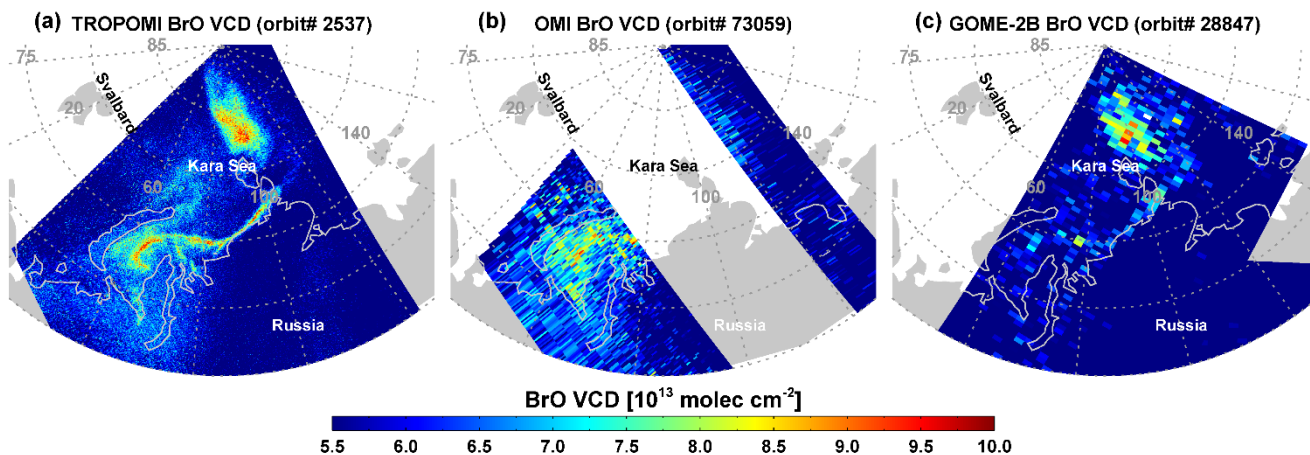 (a) TROPOMI BrO VCD (orbit# 2537)
75
85
Svalbard
20
140
Kara Sea
60
100
Russia
(b) OMI BrO VCD (orbit# 73059)
75
85
Svalbard
20
140
Kara Sea
60
100
Russia
(c) GOME-2B BrO VCD (orbit# 28847)
75
85
Svalbard
20
140
Kara Sea
60
100
Russia
BrO VCD [10¹³ molec cm⁻²]
5.5 6.0 6.5 7.0 7.5 8.0 8.5 9.0 9.5 10.0